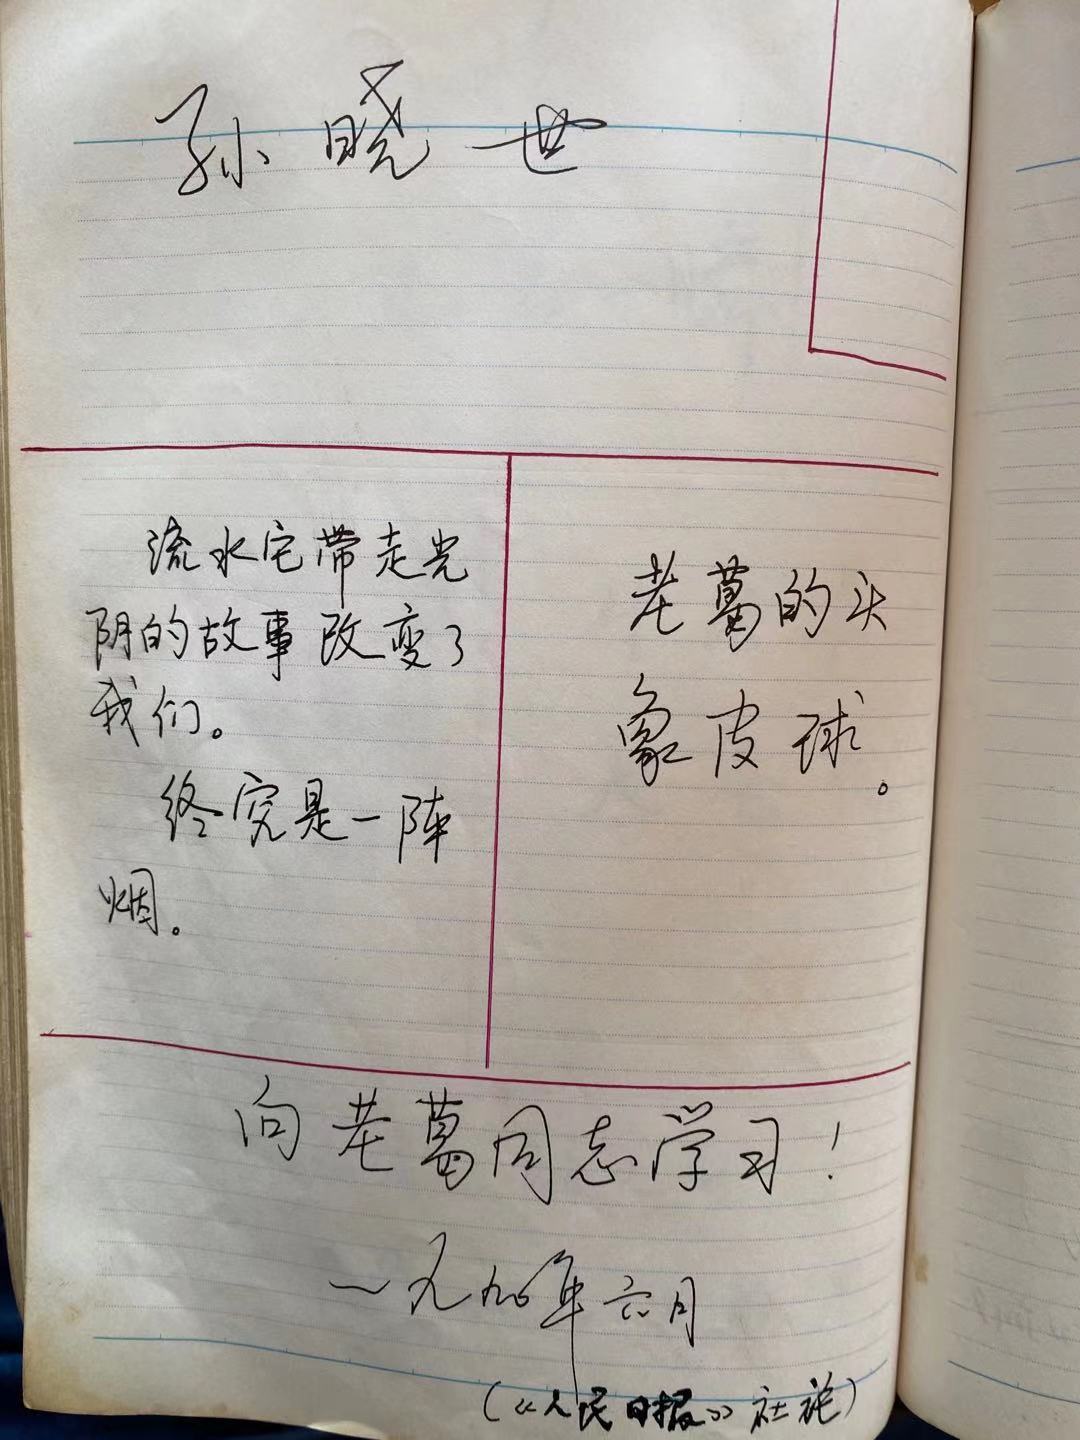 孙晓世
流水它带走光
阴的故事改变了
我们。
终究是一阵
烟。
老葛的头
象皮球。
向老葛同志学习！
一九九〇年六月
（《人民日报》社论）